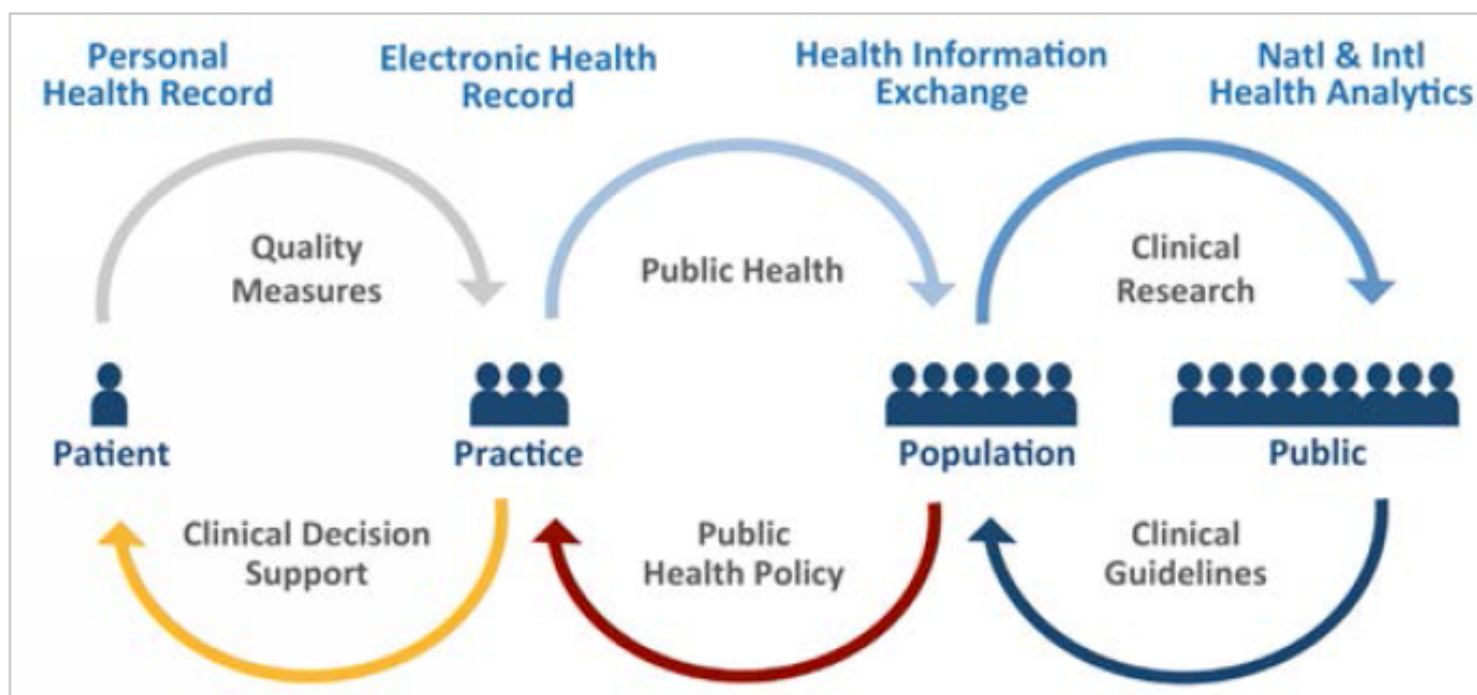 Personal
Health Record
Electronic Health
Record
Health Information
Exchange
Natl & Intl
Health Analytics
Quality
Measures
Public Health
Clinical
Research
Patient
Practice
Population
Public
Clinical Decision
Support
Public
Health Policy
Clinical
Guidelines